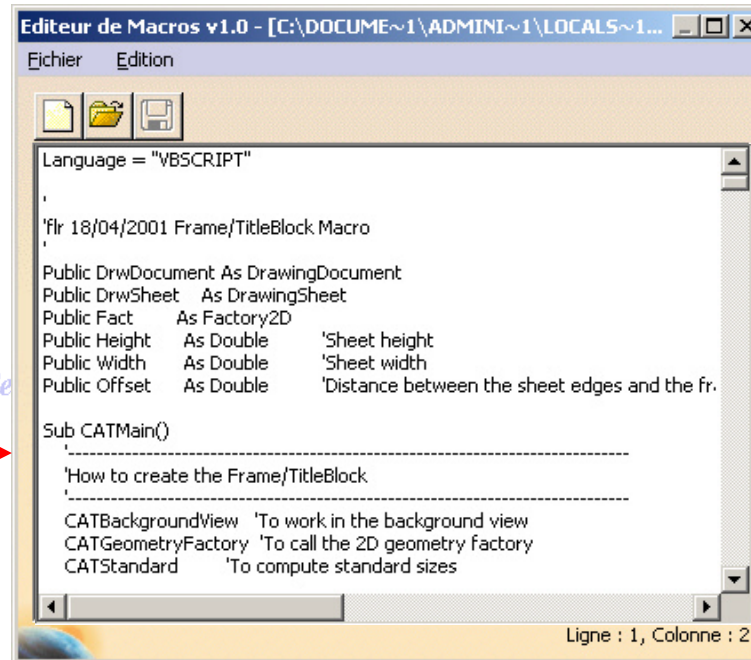 Editeur de Macros v1.0 - [C:\DOCUME~1\ADMINI~1\LOCALS~1...
Fichier Edition
Language = "VBSCRIPT"
'
'flr 18/04/2001 Frame/TitleBlock Macro
'
Public DrwDocument As DrawingDocument
Public DrwSheet As DrawingSheet
Public Fact As Factory2D
Public Height As Double 'Sheet height
Public Width As Double 'Sheet width
Public Offset As Double 'Distance between the sheet edges and the fr
Sub CATMain()
'-----------------------------------------------------------------------
'How to create the Frame/TitleBlock
'-----------------------------------------------------------------------
CATBackgroundView 'To work in the background view
CATGeometryFactory 'To call the 2D geometry factory
CATStandard 'To compute standard sizes
Ligne : 1, Colonne : 2